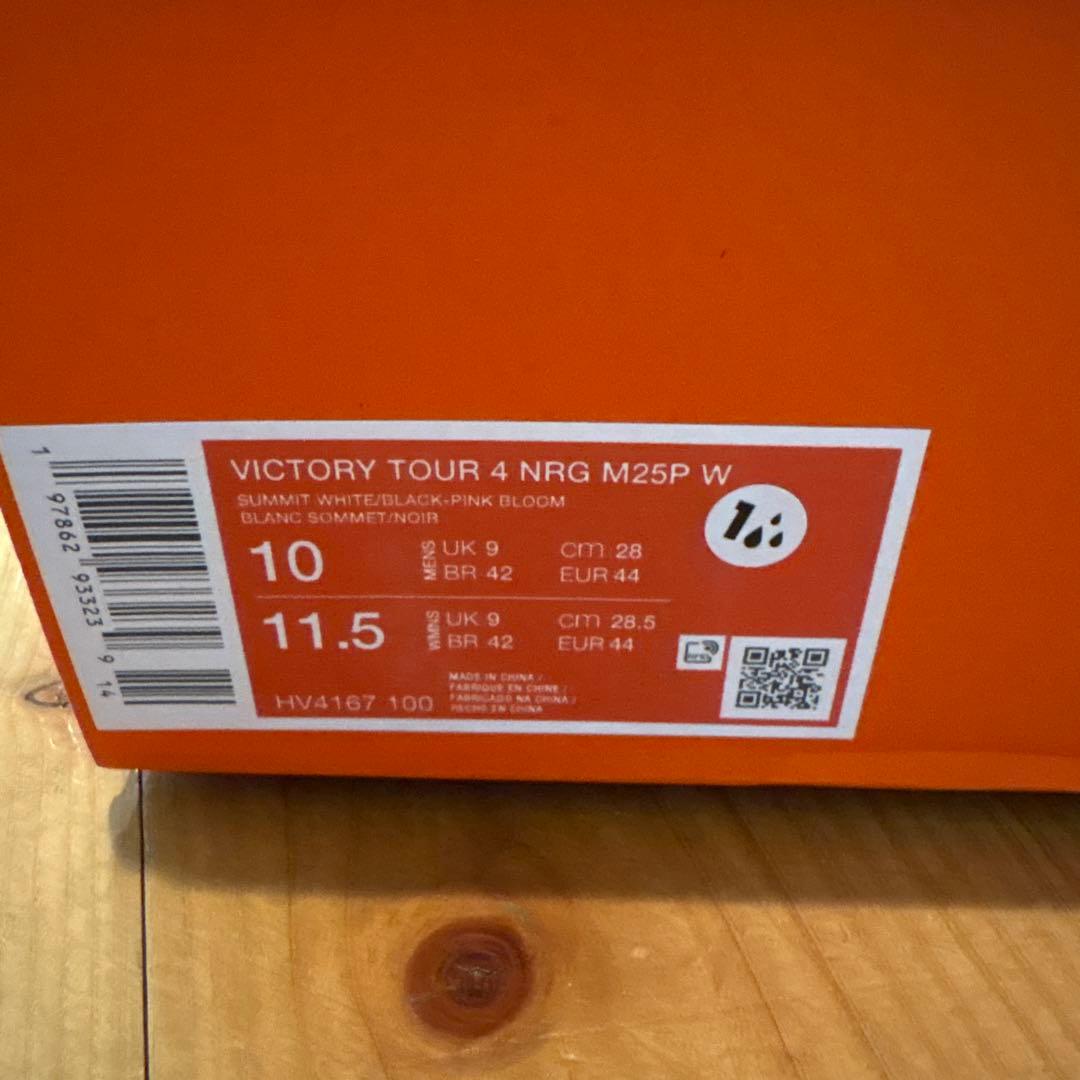 VICTORY TOUR 4 NRG M25P W
SUMMIT WHITE/BLACK-PINK BLOOM
BLANC SOMMET/NOIR
10 MENS UK 9 cm 28
BR 42 EUR 44
11.5 WMNS UK 9 cm 28.5
BR 42 EUR 44
HV4167 100
MADE IN CHINA /
FABRIQUE EN CHINE /
FABRICADO NA CHINA /
HECHO EN CHINA
1 97862 93323 9 14
1